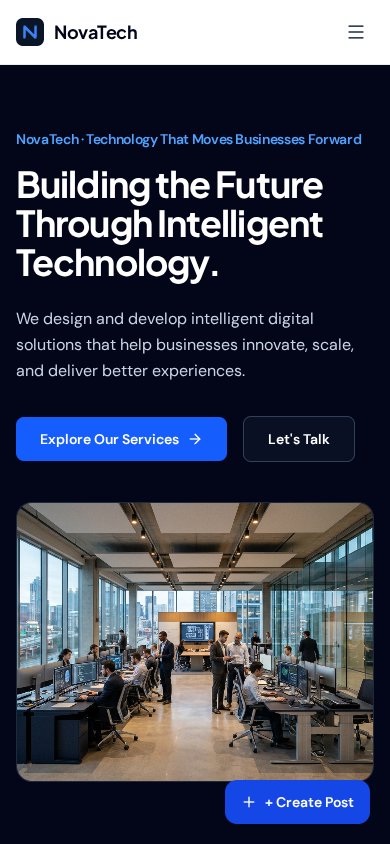 NovaTech
NovaTech · Technology That Moves Businesses Forward
Building the Future
Through Intelligent
Technology.
We design and develop intelligent digital
solutions that help businesses innovate, scale,
and deliver better experiences.
Explore Our Services →
Let's Talk
+ + Create Post